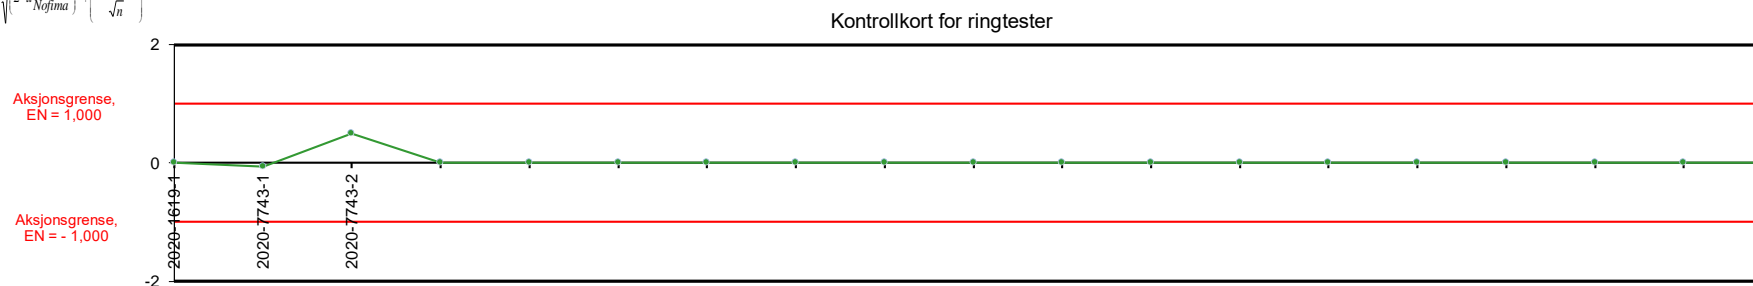 Nofima
√n
Kontrollkort for ringtester
2
Aksjonsgrense,
EN = 1,000
0
Aksjonsgrense,
EN = - 1,000
-2
2020-1619-1
2020-7743-1
2020-7743-2